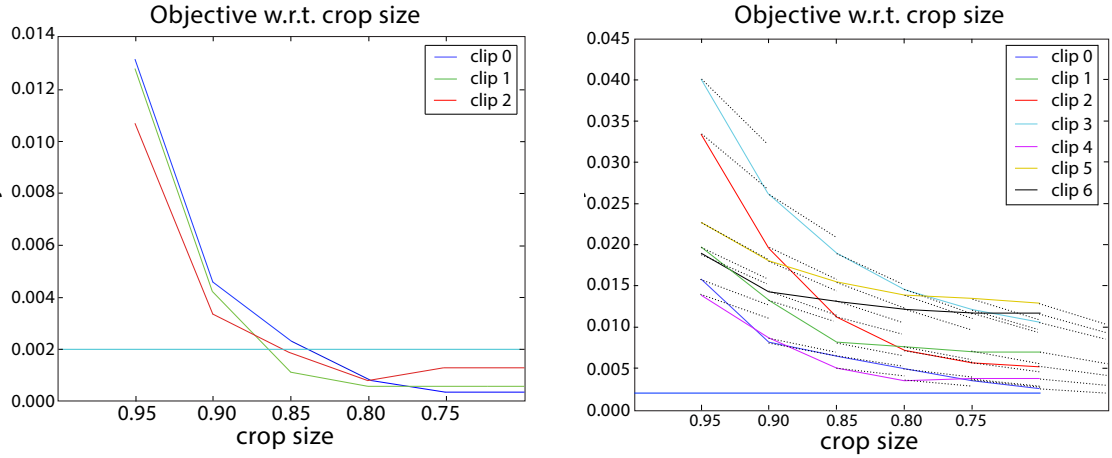 Objective w.r.t. crop size
0.014
0.012
0.010
0.008
0.006
0.004
0.002
0.000
clip 0
clip 1
clip 2
0.95 0.90 0.85 0.80 0.75
crop size
Objective w.r.t. crop size
0.045
0.040
0.035
0.030
0.025
0.020
0.015
0.010
0.005
0.000
clip 0
clip 1
clip 2
clip 3
clip 4
clip 5
clip 6
0.95 0.90 0.85 0.80 0.75
crop size